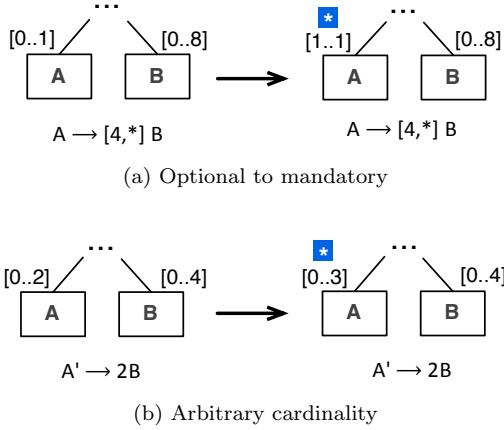 ... ...
[0..1] [0..8] * [1..1] [0..8]
A B A B
A → [4,*] B A → [4,*] B
(a) Optional to mandatory
... ...
[0..2] [0..4] * [0..3] [0..4]
A B A B
A' → 2B A' → 2B
(b) Arbitrary cardinality